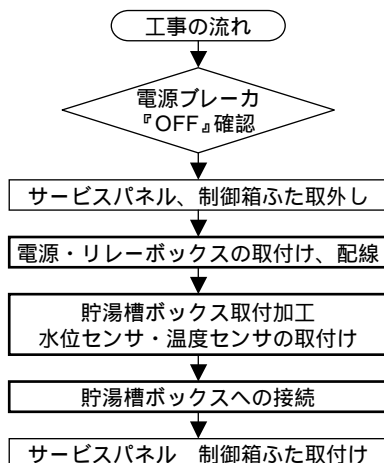 工事の流れ
電源ブレーカ
『OFF』確認
サービスパネル、制御箱ふた取外し
電源・リレーボックスの取付け、配線
貯湯槽ボックス取付加工
水位センサ・温度センサの取付け
貯湯槽ボックスへの接続
サービスパネル 制御箱ふた取付け